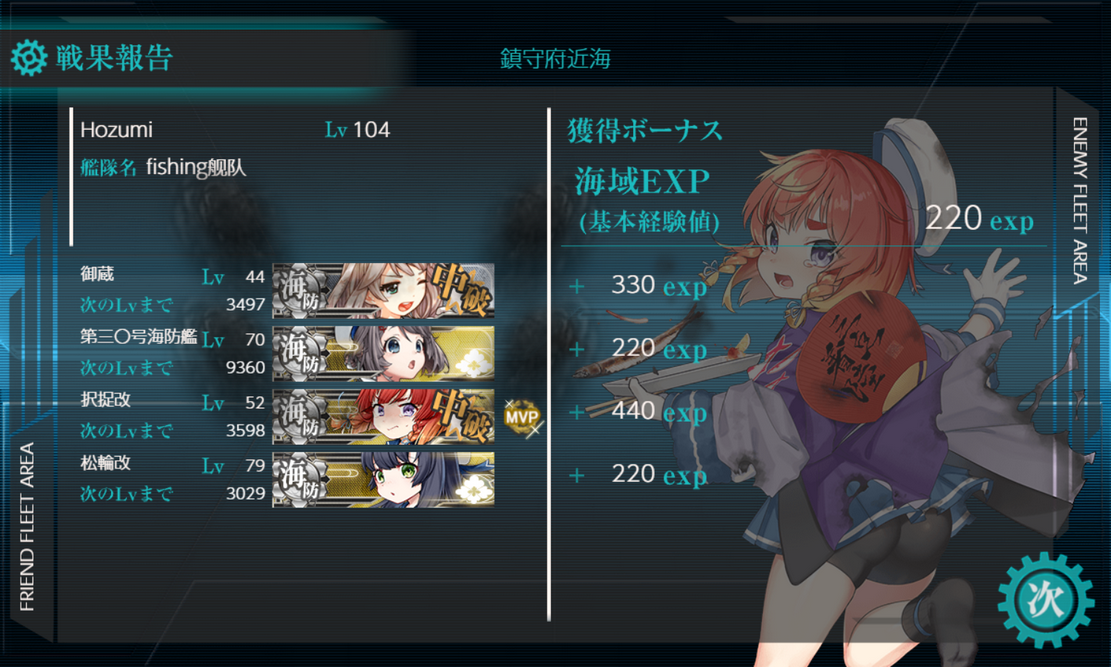 戦果報告
鎮守府近海
Hozumi Lv 104
艦隊名 fishing舰队
御蔵 Lv 44
次のLvまで 3497
海防 中破
第三〇号海防艦 Lv 70
次のLvまで 9360
海防
択捉改 Lv 52
次のLvまで 3598
海防 中破
MVP
松輪改 Lv 79
次のLvまで 3029
海防
獲得ボーナス
海域EXP
(基本経験値)
220 exp
+ 330 exp
+ 220 exp
+ 440 exp
+ 220 exp
次
FRIEND FLEET AREA
ENEMY FLEET AREA